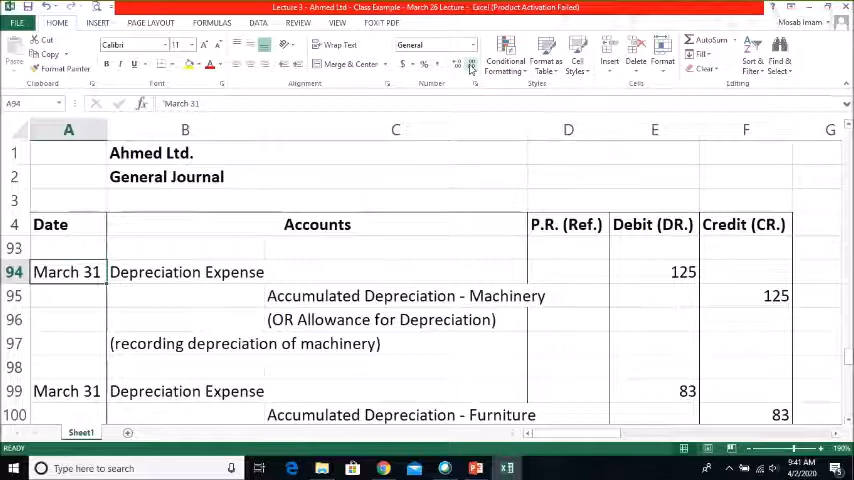 Lecture 3 - Ahmed Ltd - Class Example - March 26 Lecture - Excel (Product Activation Failed)
FILE HOME INSERT PAGE LAYOUT FORMULAS DATA REVIEW VIEW FOXIT PDF Mosab Imam
Cut
Copy
Format Painter
Paste
Clipboard
Calibri 11
B I U
Font
Wrap Text
Merge & Center
Alignment
General
$ % ,
Number
Conditional Formatting
Format as Table
Cell Styles
Styles
Insert Delete Format
Cells
AutoSum
Fill
Clear
Sort & Filter
Find & Select
Editing
A94 fx 'March 31
A B C D E F G
1 Ahmed Ltd.
2 General Journal
3
4 Date Accounts P.R. (Ref.) Debit (DR.) Credit (CR.)
93
94 March 31 Depreciation Expense 125
95 Accumulated Depreciation - Machinery 125
96 (OR Allowance for Depreciation)
97 (recording depreciation of machinery)
98
99 March 31 Depreciation Expense 83
100 Accumulated Depreciation - Furniture 83
Sheet1
READY 190%
Type here to search
9:41 AM
4/2/2020